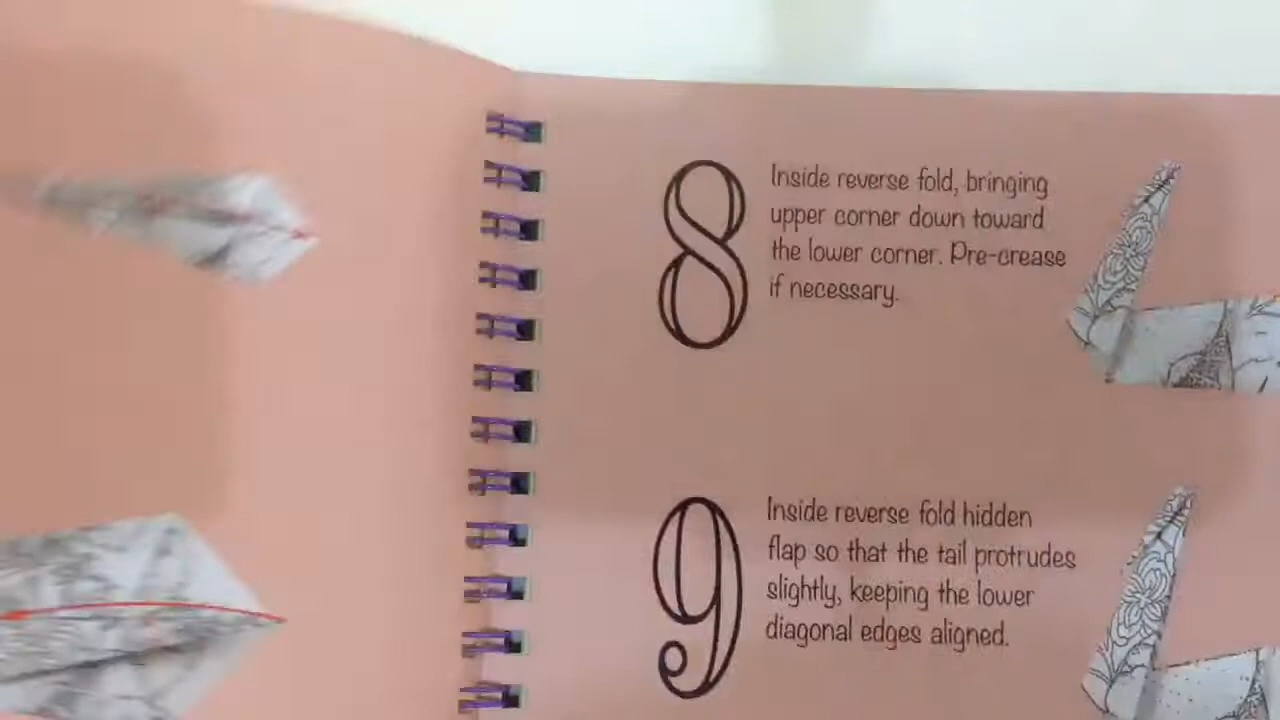 8
Inside reverse fold, bringing
upper corner down toward
the lower corner. Pre-crease
if necessary.
9
Inside reverse fold hidden
flap so that the tail protrudes
slightly, keeping the lower
diagonal edges aligned.